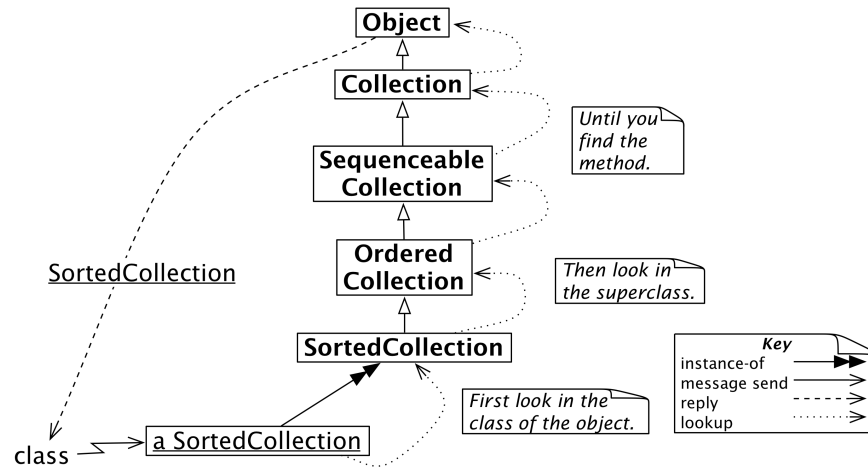 Object
Collection
Sequenceable
Collection
Ordered
Collection
SortedCollection
Until you
find the
method.
SortedCollection
Then look in
the superclass.
First look in the
class of the object.
class
a SortedCollection
Key
instance-of
message send
reply
lookup